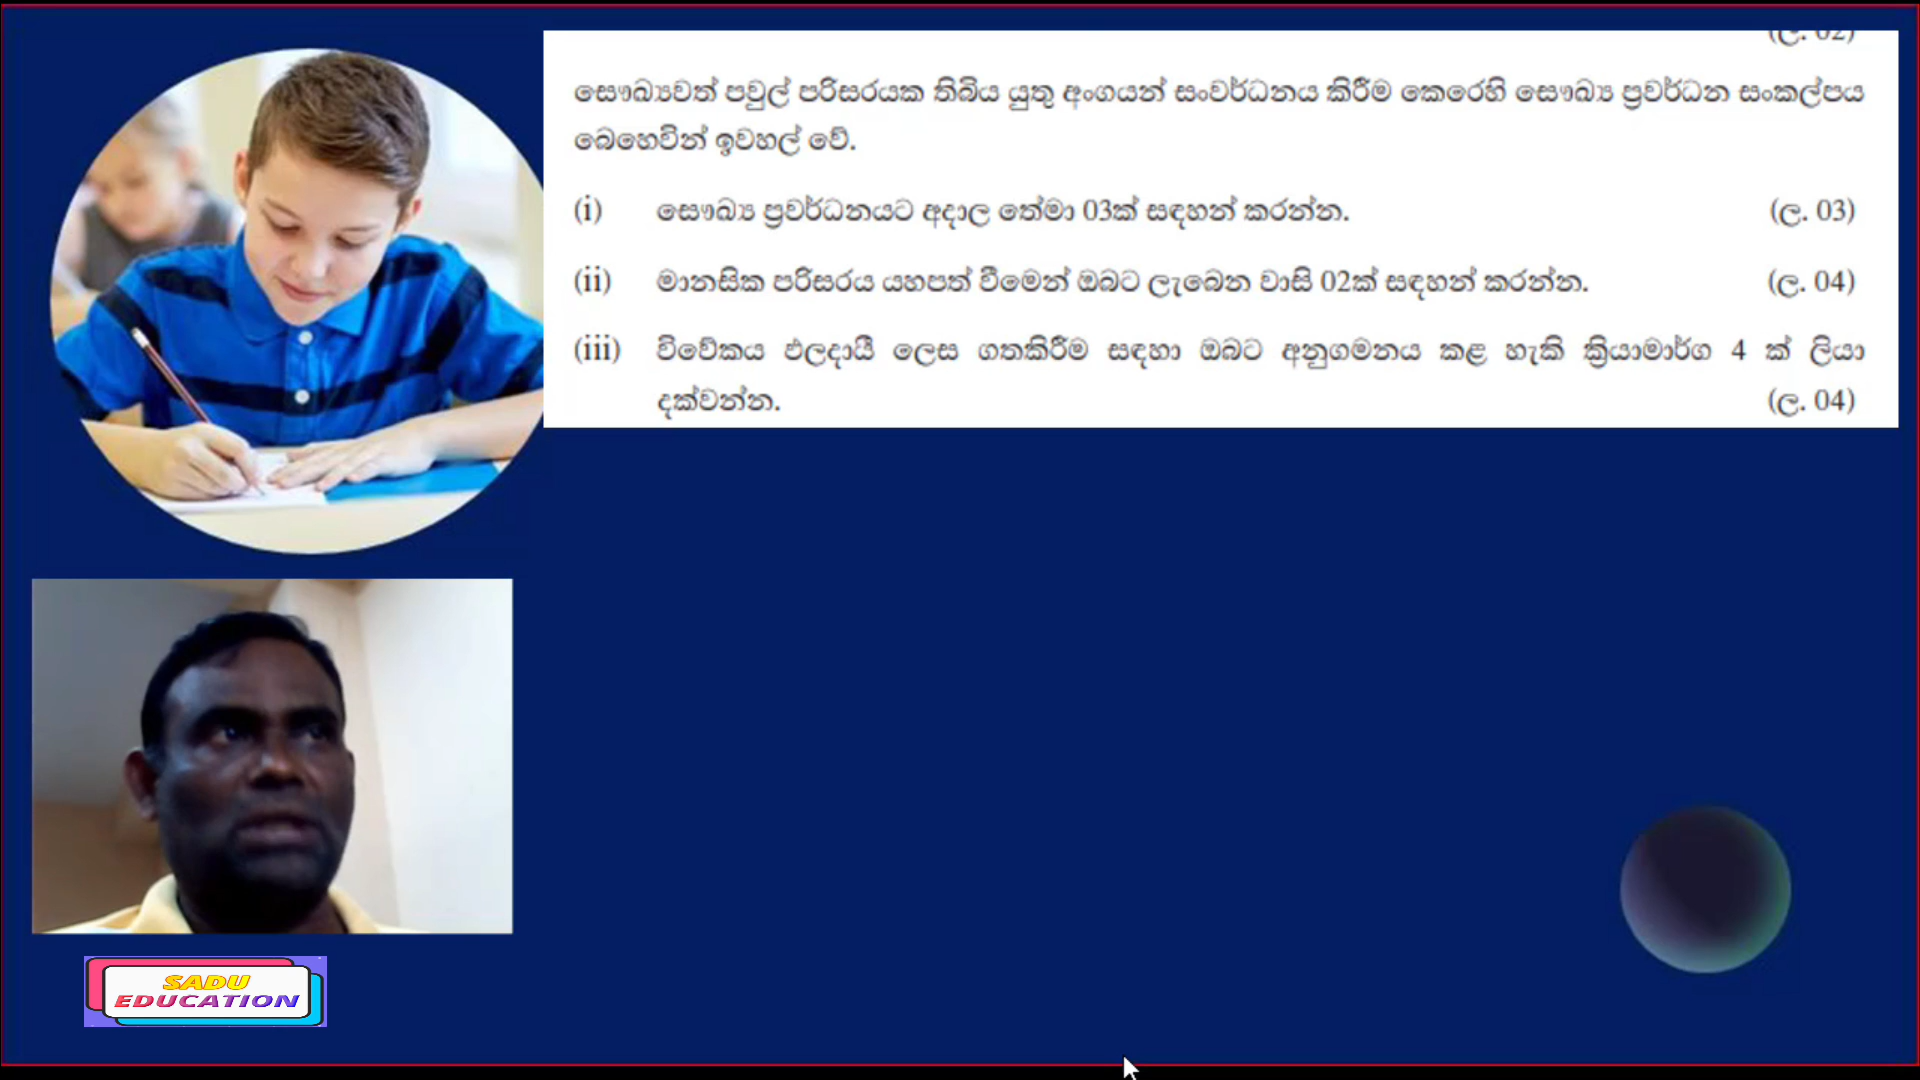 (ල. 02)
සෞඛ්‍යවත් පවුල් පරිසරයක තිබිය යුතු අංගයන් සංවර්ධනය කිරීම කෙරෙහි සෞඛ්‍ය ප්‍රවර්ධන සංකල්පය
බෙහෙවින් ඉවහල් වේ.
(i) සෞඛ්‍ය ප්‍රවර්ධනයට අදාල තේමා 03ක් සඳහන් කරන්න. (ල. 03)
(ii) මානසික පරිසරය යහපත් වීමෙන් ඔබට ලැබෙන වාසි 02ක් සඳහන් කරන්න. (ල. 04)
(iii) විවේකය ඵලදායී ලෙස ගතකිරීම සඳහා ඔබට අනුගමනය කළ හැකි ක්‍රියාමාර්ග 4 ක් ලියා
දක්වන්න. (ල. 04)
SADU
EDUCATION